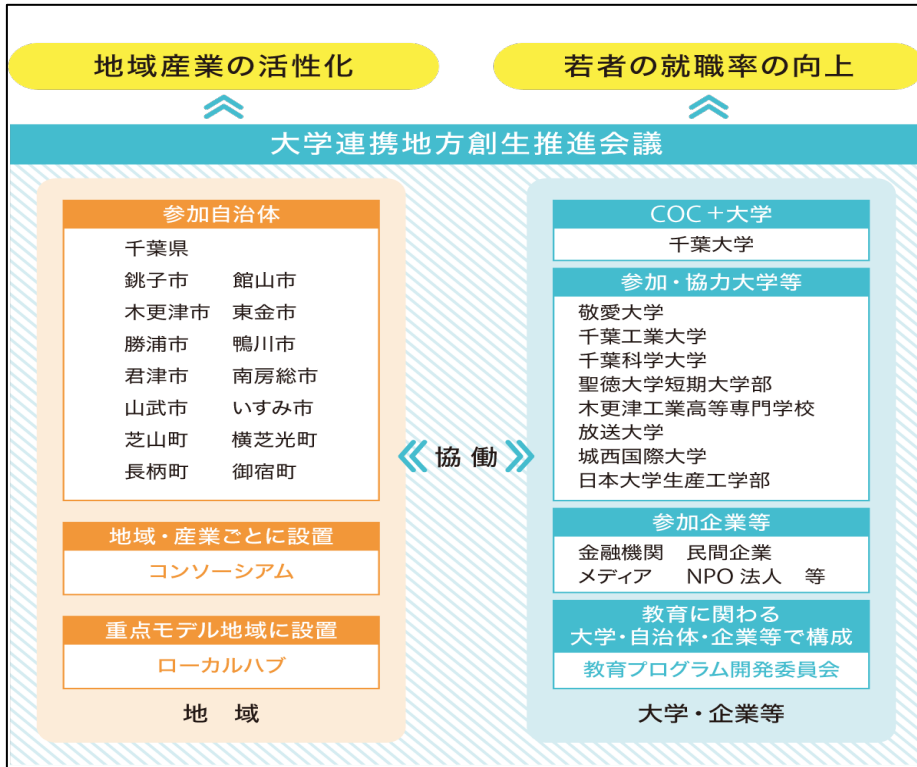 地域産業の活性化
若者の就職率の向上
大学連携地方創生推進会議
参加自治体
千葉県
銚子市 館山市
木更津市 東金市
勝浦市 鴨川市
君津市 南房総市
山武市 いすみ市
芝山町 横芝光町
長柄町 御宿町
地域・産業ごとに設置
コンソーシアム
重点モデル地域に設置
ローカルハブ
地 域
協 働
COC+大学
千葉大学
参加・協力大学等
敬愛大学
千葉工業大学
千葉科学大学
聖徳大学短期大学部
木更津工業高等専門学校
放送大学
城西国際大学
日本大学生産工学部
参加企業等
金融機関 民間企業
メディア NPO法人 等
教育に関わる
大学・自治体・企業等で構成
教育プログラム開発委員会
大学・企業等